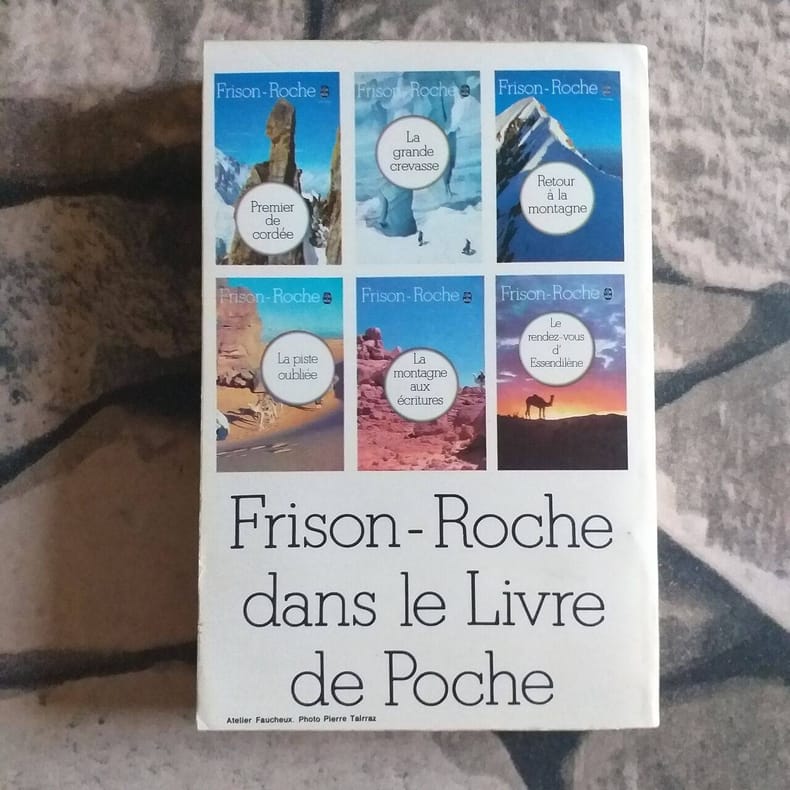 Frison-Roche
Premier
de
cordée
Frison-Roche
La
grande
crevasse
Frison-Roche
Retour
à la
montagne
Frison-Roche
La piste
oubliée
Frison-Roche
La
montagne
aux
écritures
Frison-Roche
Le
rendez-vous
d'
Essendilène
Frison-Roche
dans le Livre
de Poche
Atelier Faucheux. Photo Pierre Tairraz